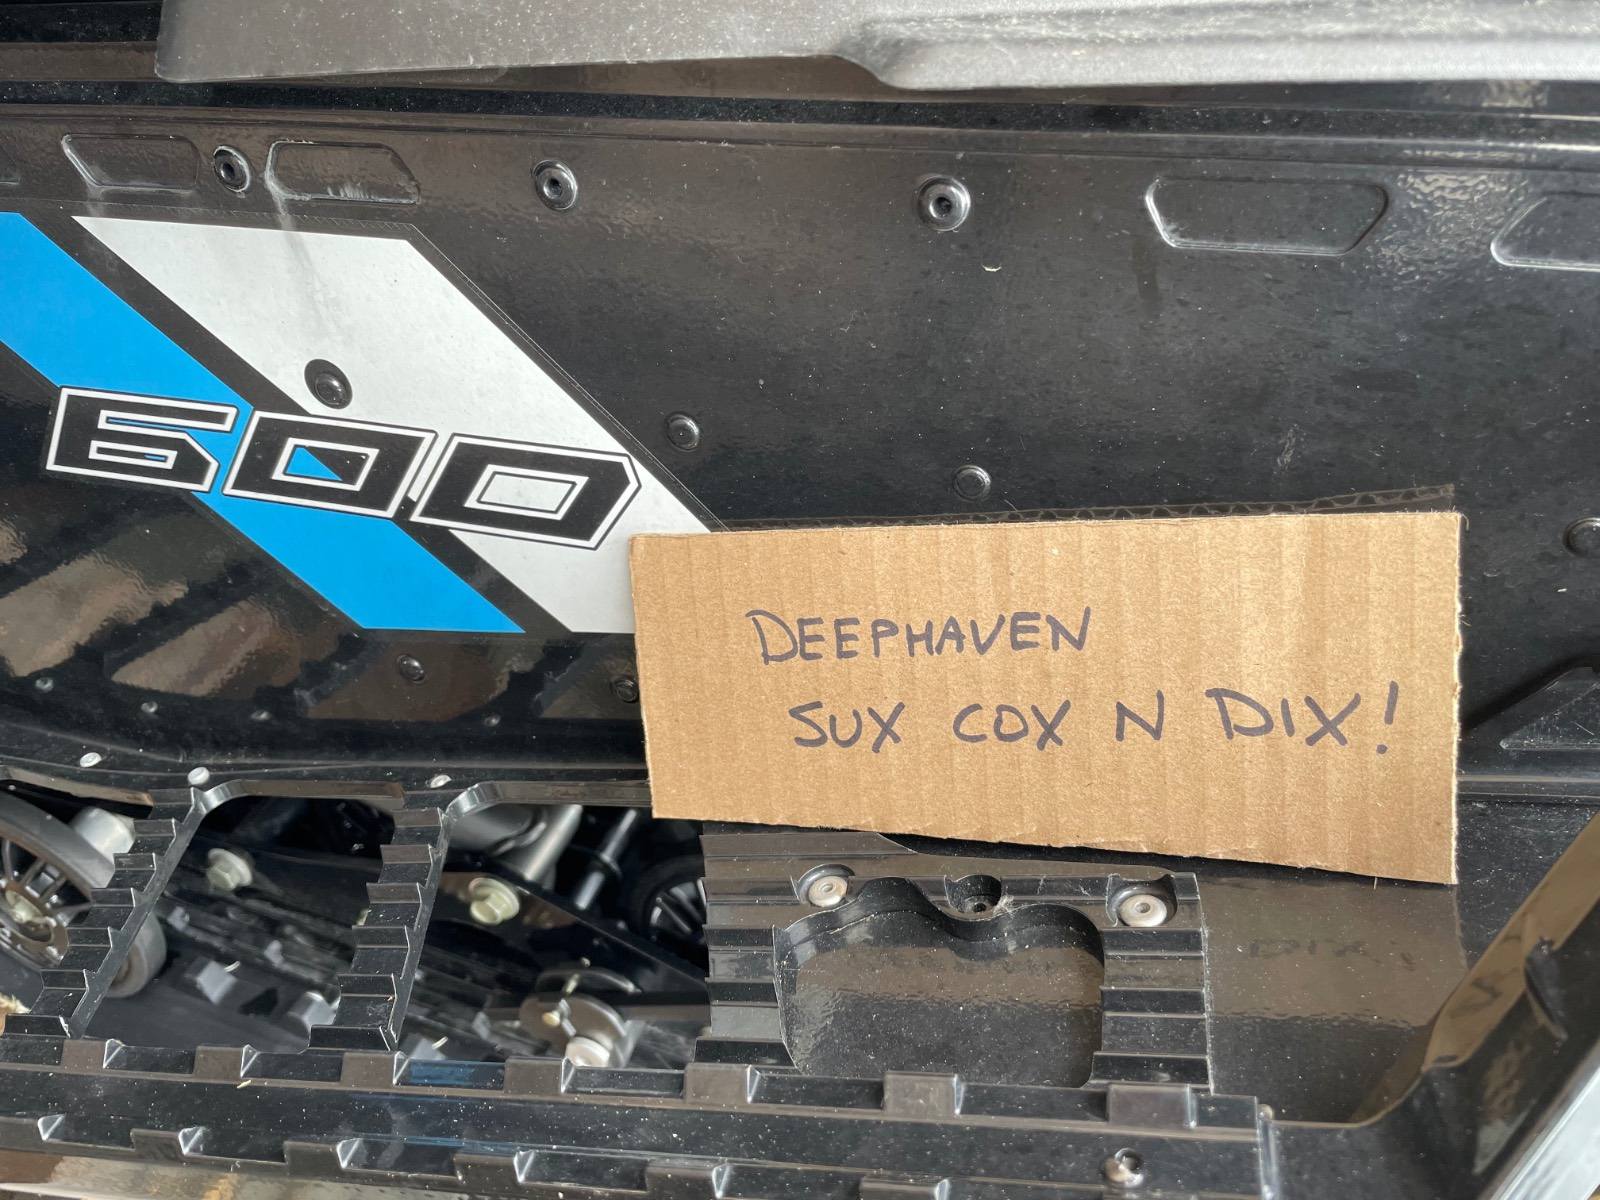 600
DEEPHAVEN
SUX COX N DIX!